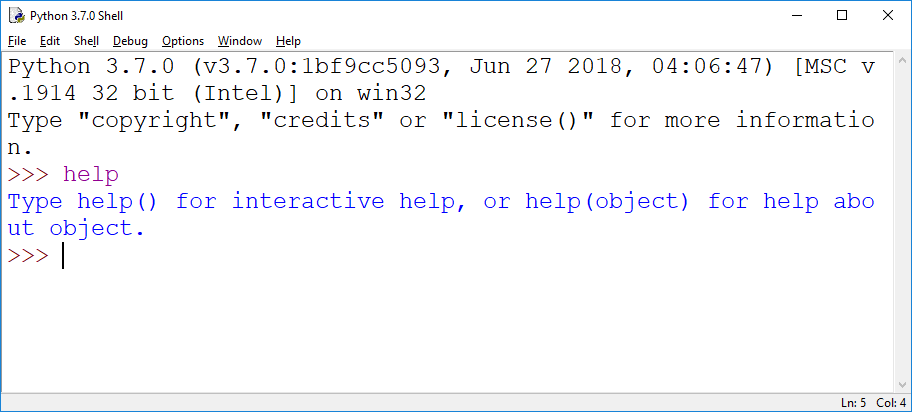 Python 3.7.0 Shell
File Edit Shell Debug Options Window Help
Python 3.7.0 (v3.7.0:1bf9cc5093, Jun 27 2018, 04:06:47) [MSC v
.1914 32 bit (Intel)] on win32
Type "copyright", "credits" or "license()" for more informatio
n.
>>> help
Type help() for interactive help, or help(object) for help abo
ut object.
>>>
Ln: 5 Col: 4